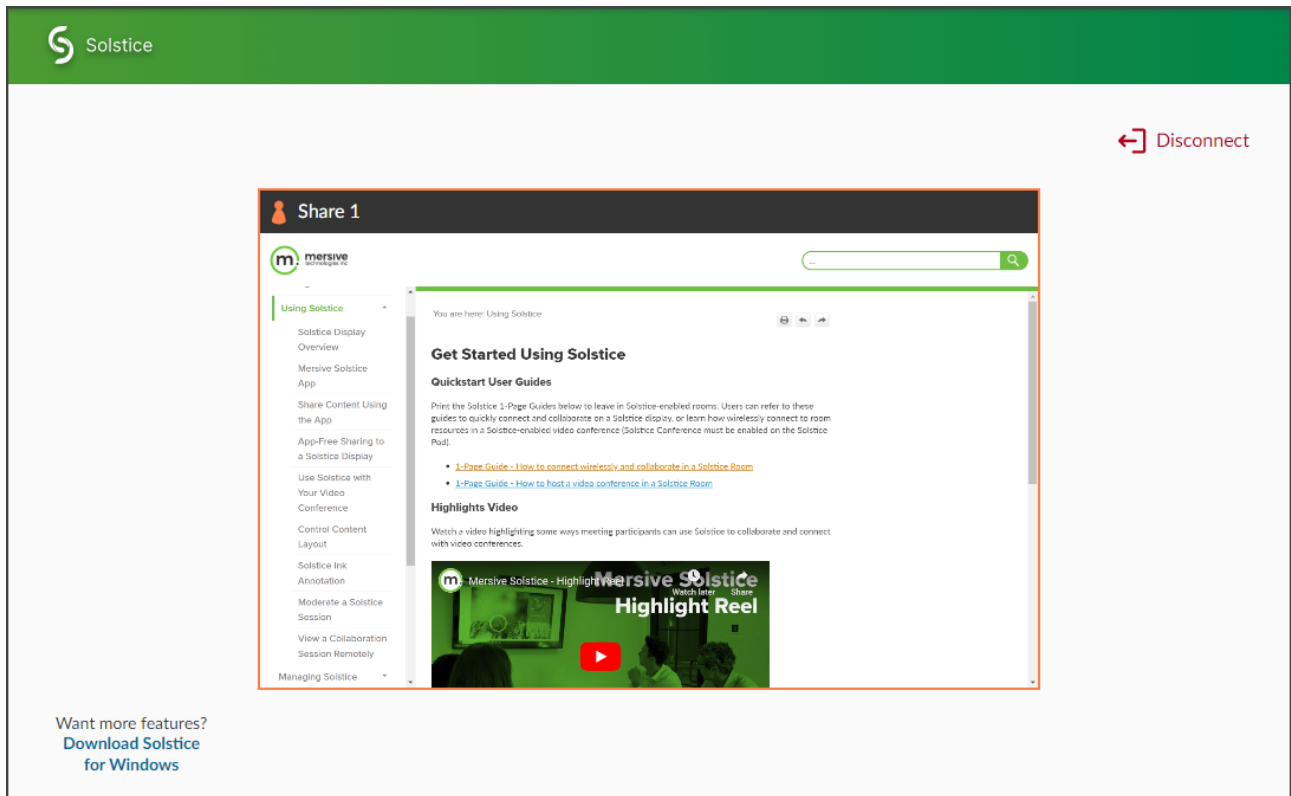 Solstice
Disconnect
Share 1
m. mersive
technologies inc
...
Using Solstice
Solstice Display
Overview
Mersive Solstice
App
Share Content Using
the App
App-Free Sharing to
a Solstice Display
Use Solstice with
Your Video
Conference
Control Content
Layout
Solstice Ink
Annotation
Moderate a Solstice
Session
View a Collaboration
Session Remotely
Managing Solstice
You are here: Using Solstice
Get Started Using Solstice
Quickstart User Guides
Print the Solstice 1-Page Guides below to leave in Solstice-enabled rooms. Users can refer to these
guides to quickly connect and collaborate on a Solstice display, or learn how wirelessly connect to room
resources in a Solstice-enabled video conference (Solstice Conference must be enabled on the Solstice
Pod).
• 1-Page Guide - How to connect wirelessly and collaborate in a Solstice Room
• 1-Page Guide - How to host a video conference in a Solstice Room
Highlights Video
Watch a video highlighting some ways meeting participants can use Solstice to collaborate and connect
with video conferences.
m. Mersive Solstice - Highlight Reel
Mersive Solstice
Highlight Reel
Watch later
Share
Want more features?
Download Solstice
for Windows